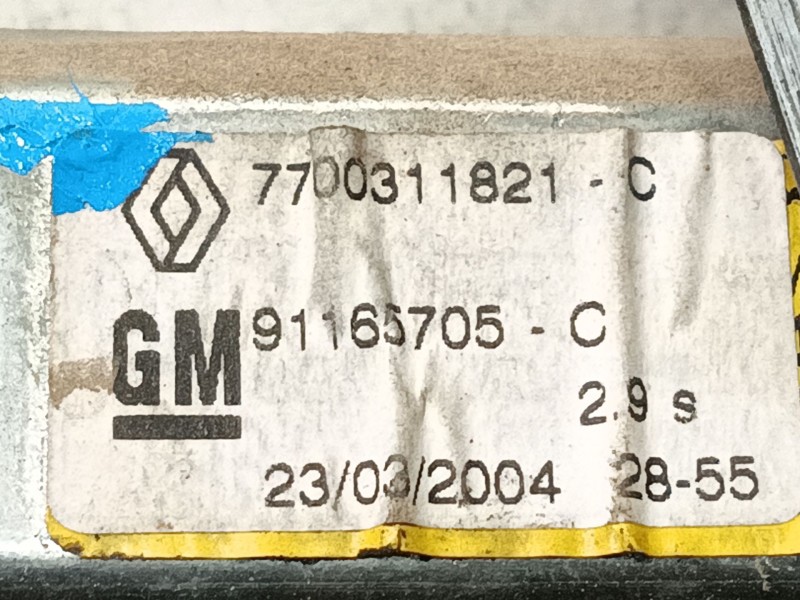 7700311821 - C
GM 91165705 - C
2.9 s
23/03/2004 28-55